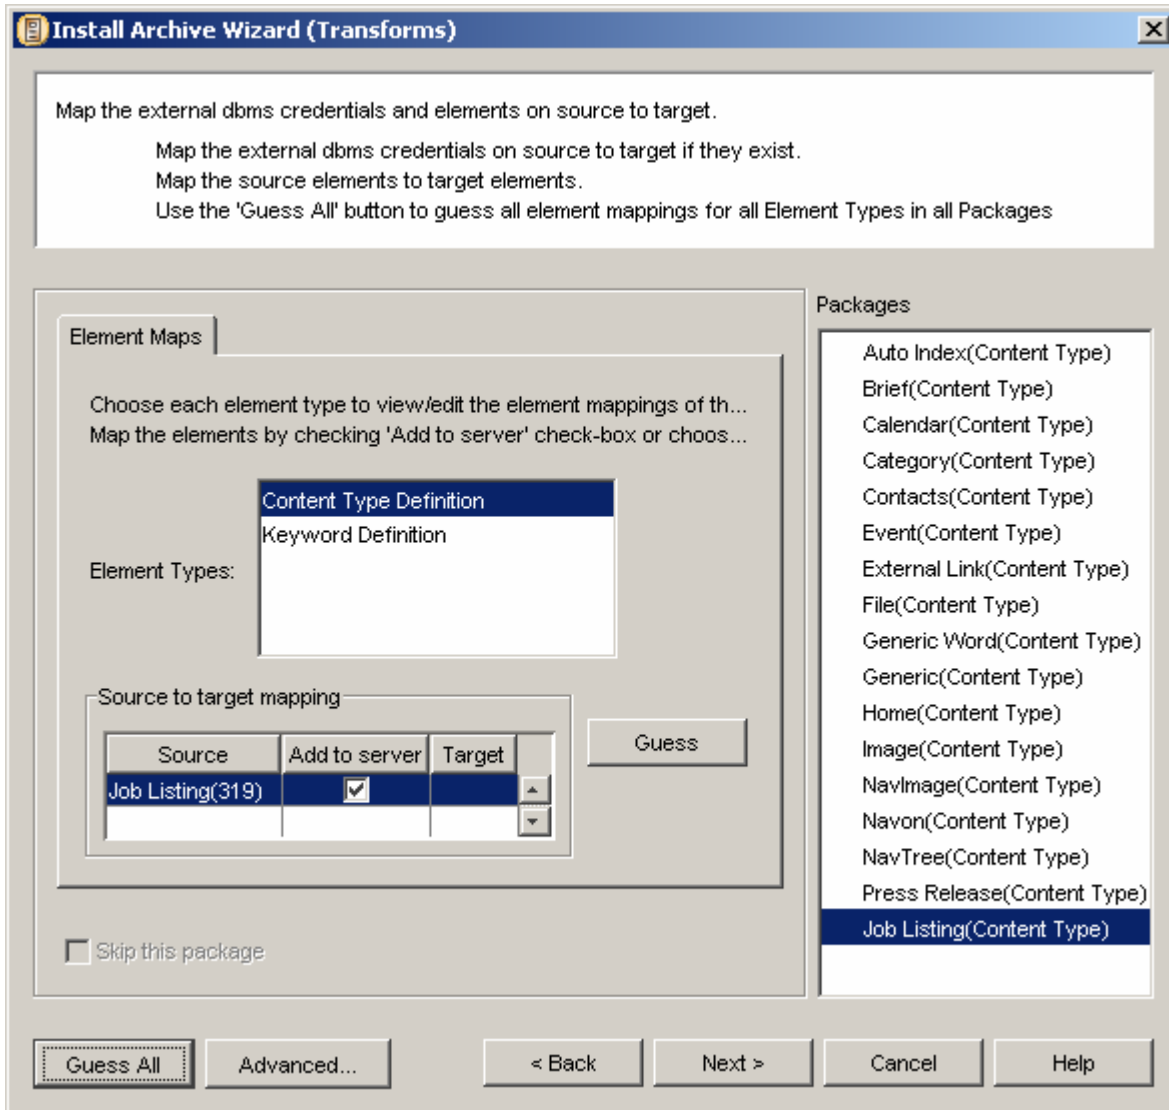 Install Archive Wizard (Transforms)
Map the external dbms credentials and elements on source to target.
Map the external dbms credentials on source to target if they exist.
Map the source elements to target elements.
Use the 'Guess All' button to guess all element mappings for all Element Types in all Packages
Element Maps
Choose each element type to view/edit the element mappings of th...
Map the elements by checking 'Add to server' check-box or choos...
Element Types:
Content Type Definition
Keyword Definition
Source to target mapping
Source Add to server Target
Job Listing(319)
Guess
Skip this package
Packages
Auto Index(Content Type)
Brief(Content Type)
Calendar(Content Type)
Category(Content Type)
Contacts(Content Type)
Event(Content Type)
External Link(Content Type)
File(Content Type)
Generic Word(Content Type)
Generic(Content Type)
Home(Content Type)
Image(Content Type)
NavImage(Content Type)
Navon(Content Type)
NavTree(Content Type)
Press Release(Content Type)
Job Listing(Content Type)
Guess All Advanced... < Back Next > Cancel Help